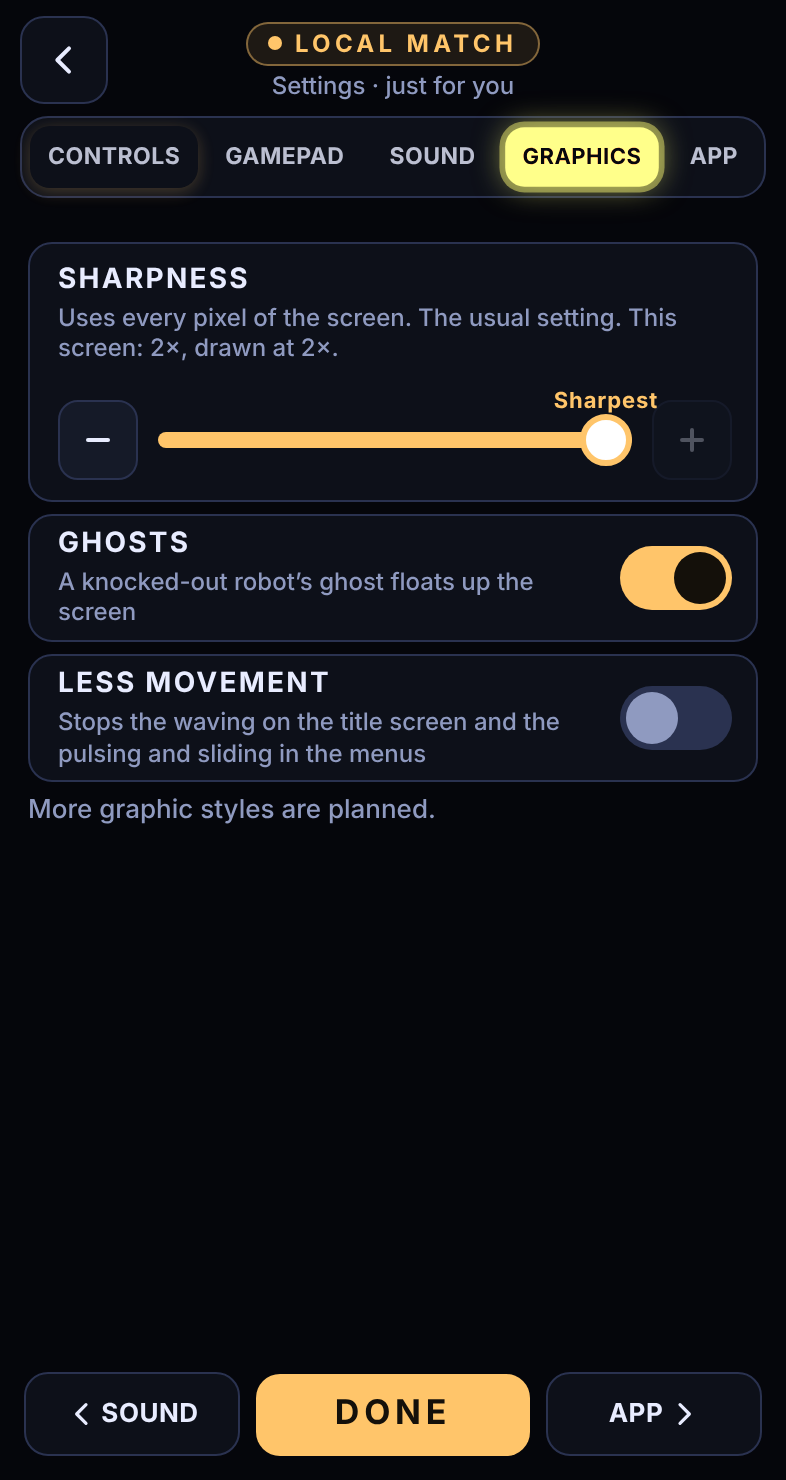 LOCAL MATCH
Settings · just for you
CONTROLS GAMEPAD SOUND GRAPHICS APP
SHARPNESS
Uses every pixel of the screen. The usual setting. This
screen: 2×, drawn at 2×.
Sharpest
GHOSTS
A knocked-out robot’s ghost floats up the
screen
LESS MOVEMENT
Stops the waving on the title screen and the
pulsing and sliding in the menus
More graphic styles are planned.
SOUND DONE APP